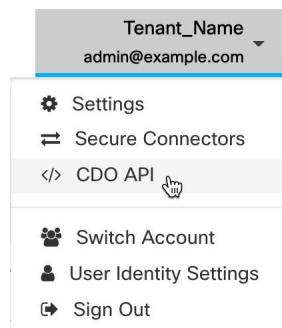 Tenant_Name
admin@example.com
Settings
Secure Connectors
</> CDO API
Switch Account
User Identity Settings
Sign Out